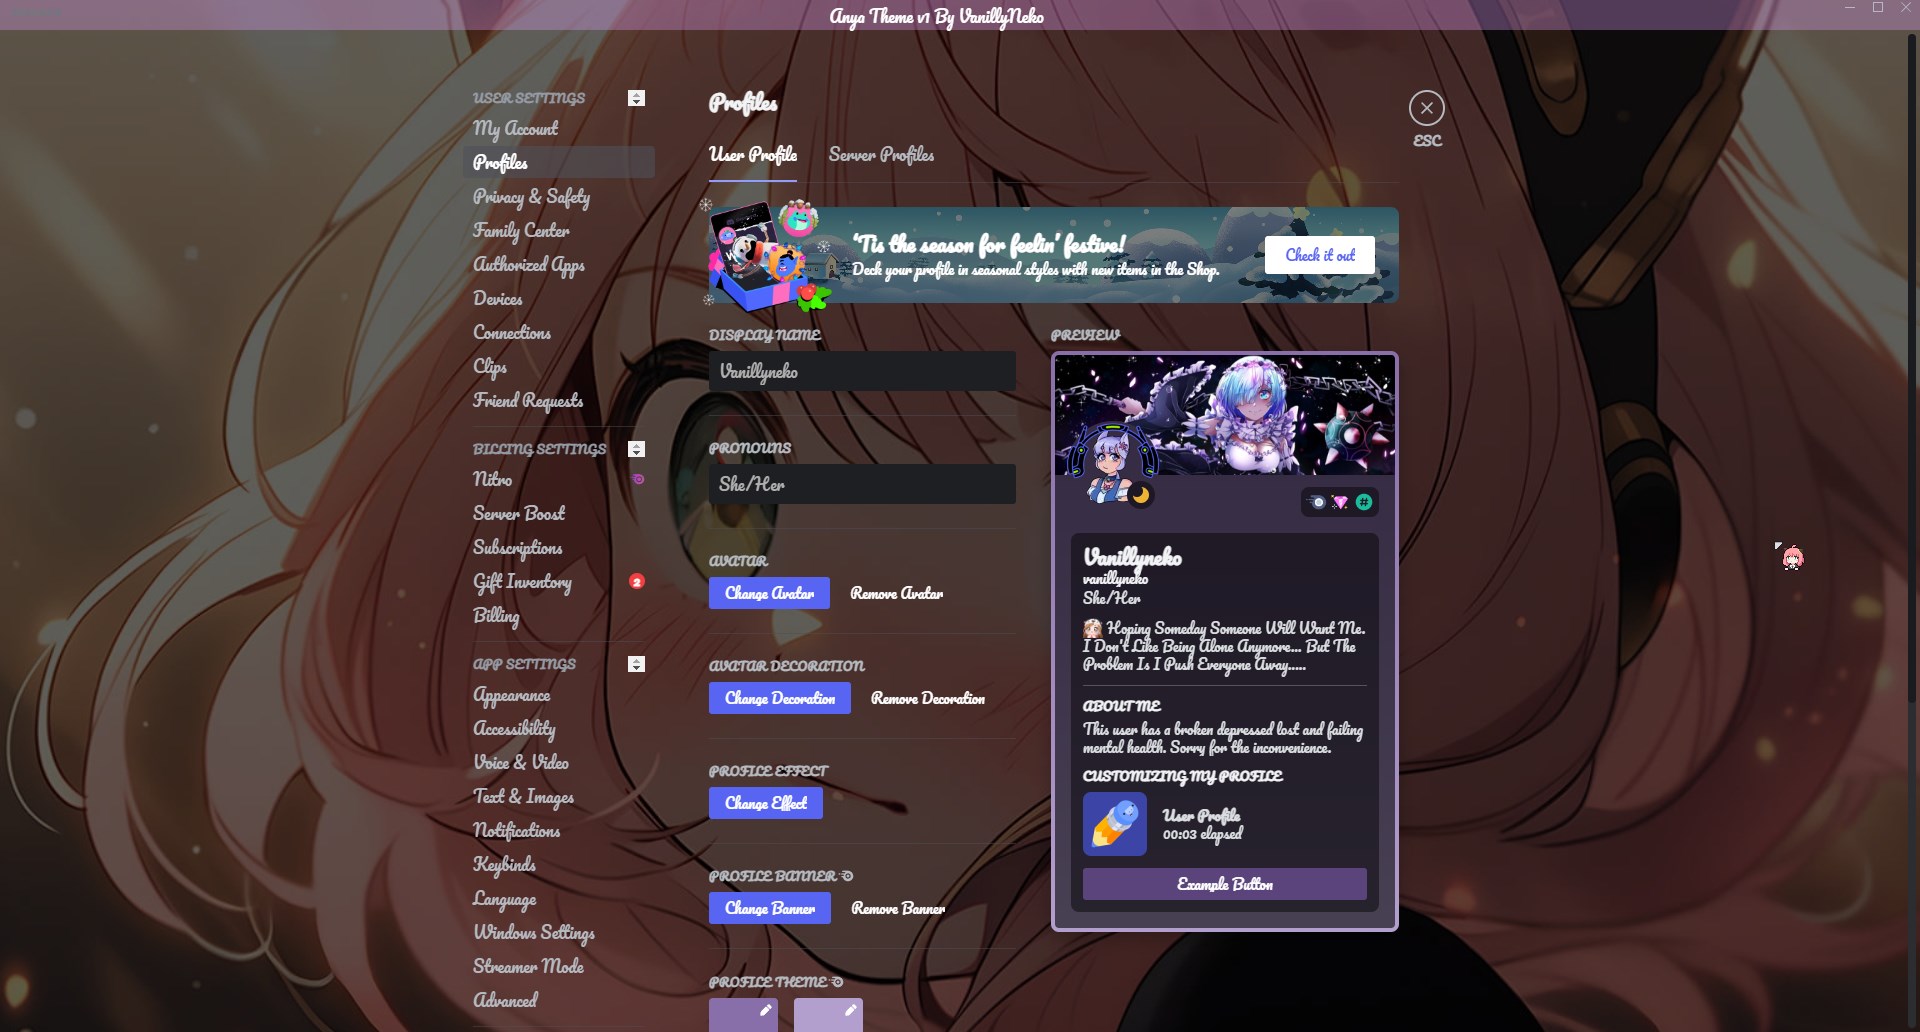 Anya Theme v1 By VanillyNeko
USER SETTINGS
My Account
Profiles
Privacy & Safety
Family Center
Authorized Apps
Devices
Connections
Clips
Friend Requests
BILLING SETTINGS
Nitro
Server Boost
Subscriptions
Gift Inventory 2
Billing
APP SETTINGS
Appearance
Accessibility
Voice & Video
Text & Images
Notifications
Keybinds
Language
Windows Settings
Streamer Mode
Advanced
Profiles
ESC
User Profile Server Profiles
'Tis the season for feelin' festive!
Deck your profile in seasonal styles with new items in the Shop.
Check it out
DISPLAY NAME
Vanillyneko
PRONOUNS
She/Her
AVATAR
Change Avatar Remove Avatar
AVATAR DECORATION
Change Decoration Remove Decoration
PROFILE EFFECT
Change Effect
PROFILE BANNER
Change Banner Remove Banner
PROFILE THEME
PREVIEW
#
Vanillyneko
vanillyneko
She/Her
Hoping Someday Someone Will Want Me.
I Don't Like Being Alone Anymore... But The
Problem Is I Push Everyone Away.....
ABOUT ME
This user has a broken depressed lost and failing
mental health. Sorry for the inconvenience.
CUSTOMIZING MY PROFILE
User Profile
00:03 elapsed
Example Button